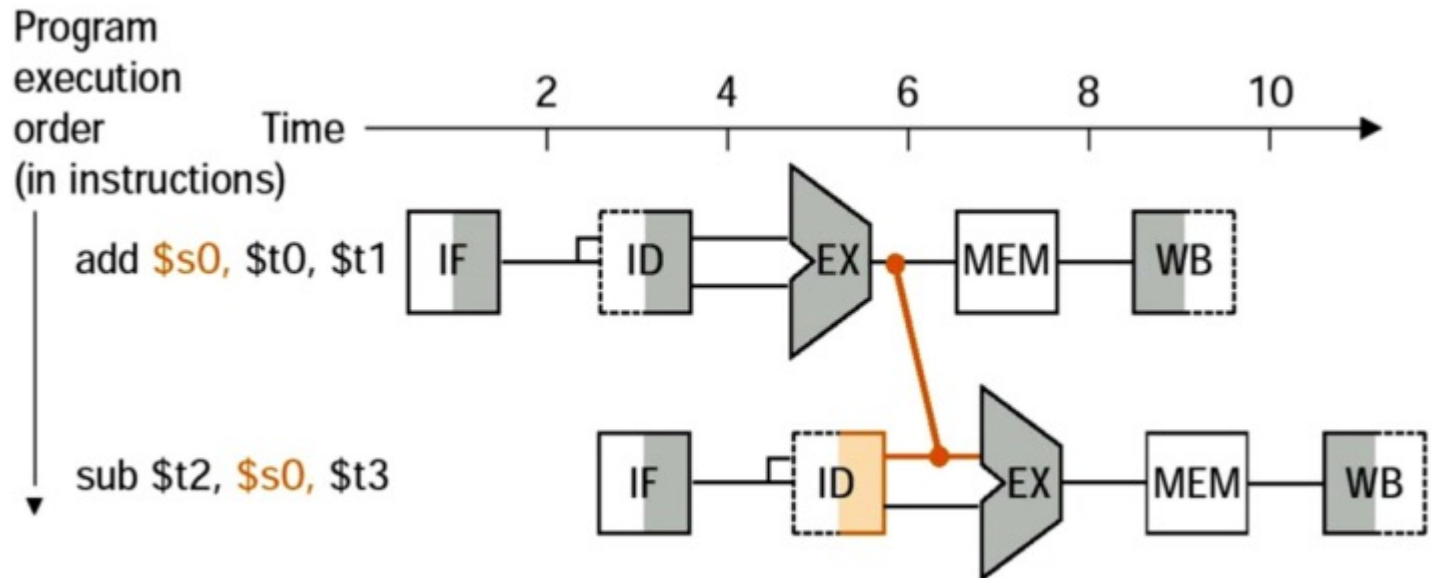 Program
execution
order
(in instructions)
Time
2 4 6 8 10
add $s0, $t0, $t1
IF ID EX MEM WB
sub $t2, $s0, $t3
IF ID EX MEM WB